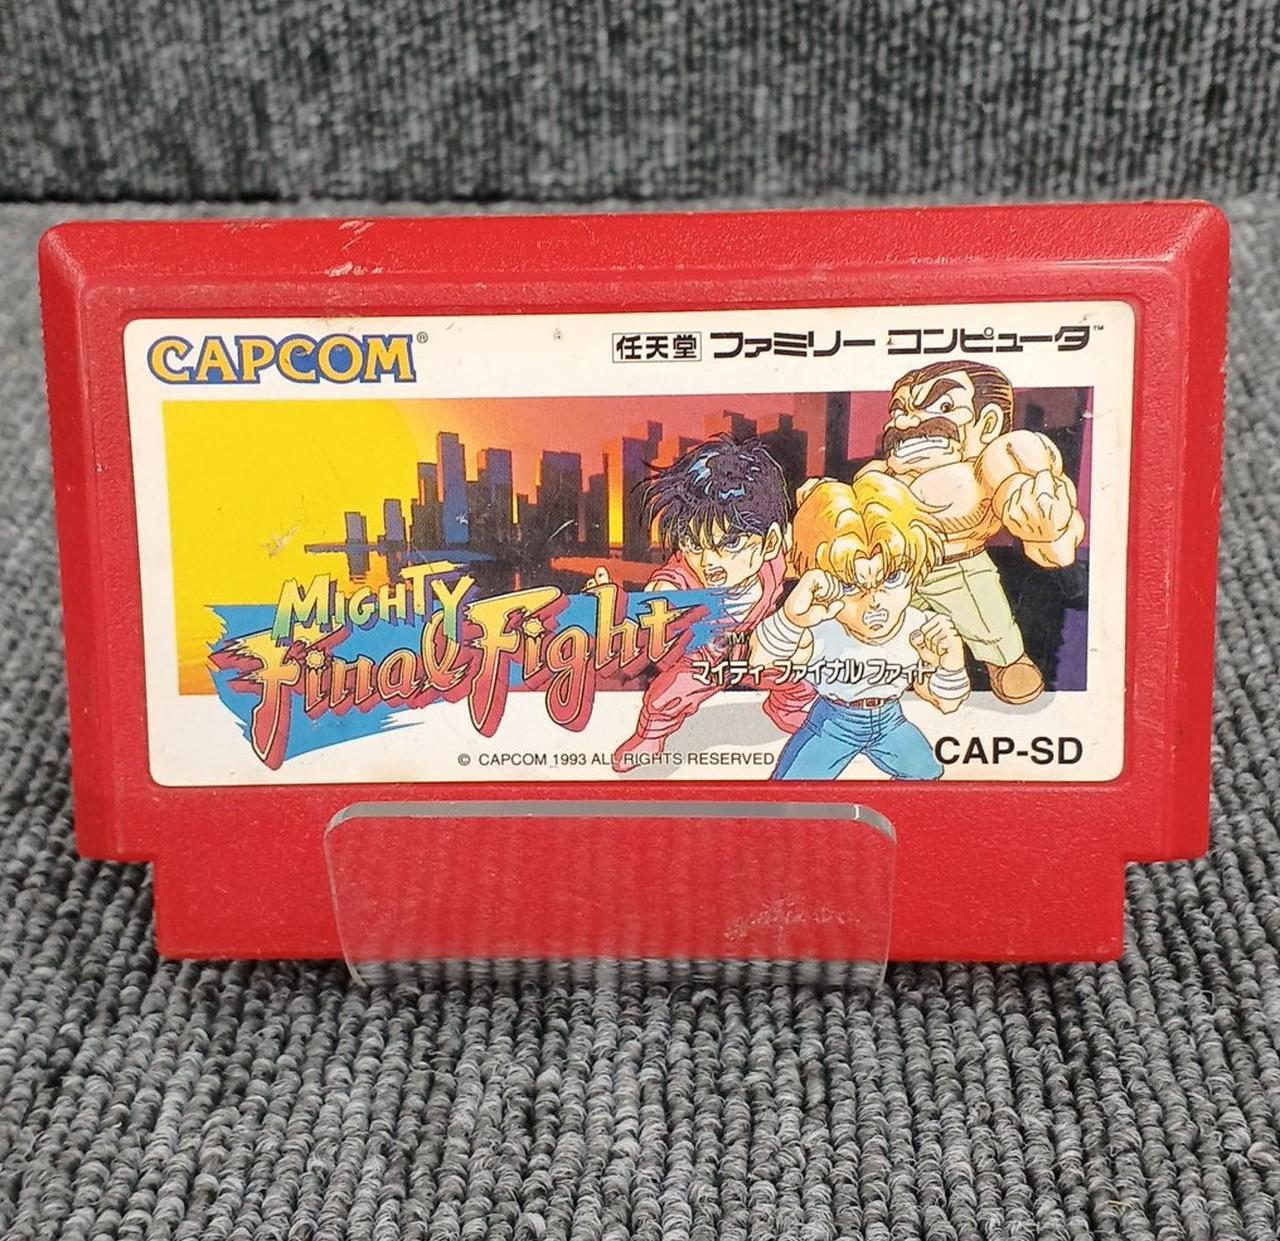 CAPCOM®
任天堂 ファミリー コンピュータ™
MIGHTY
Final Fight
TM
マイティ ファイナル ファイト
© CAPCOM 1993 ALL RIGHTS RESERVED
CAP-SD